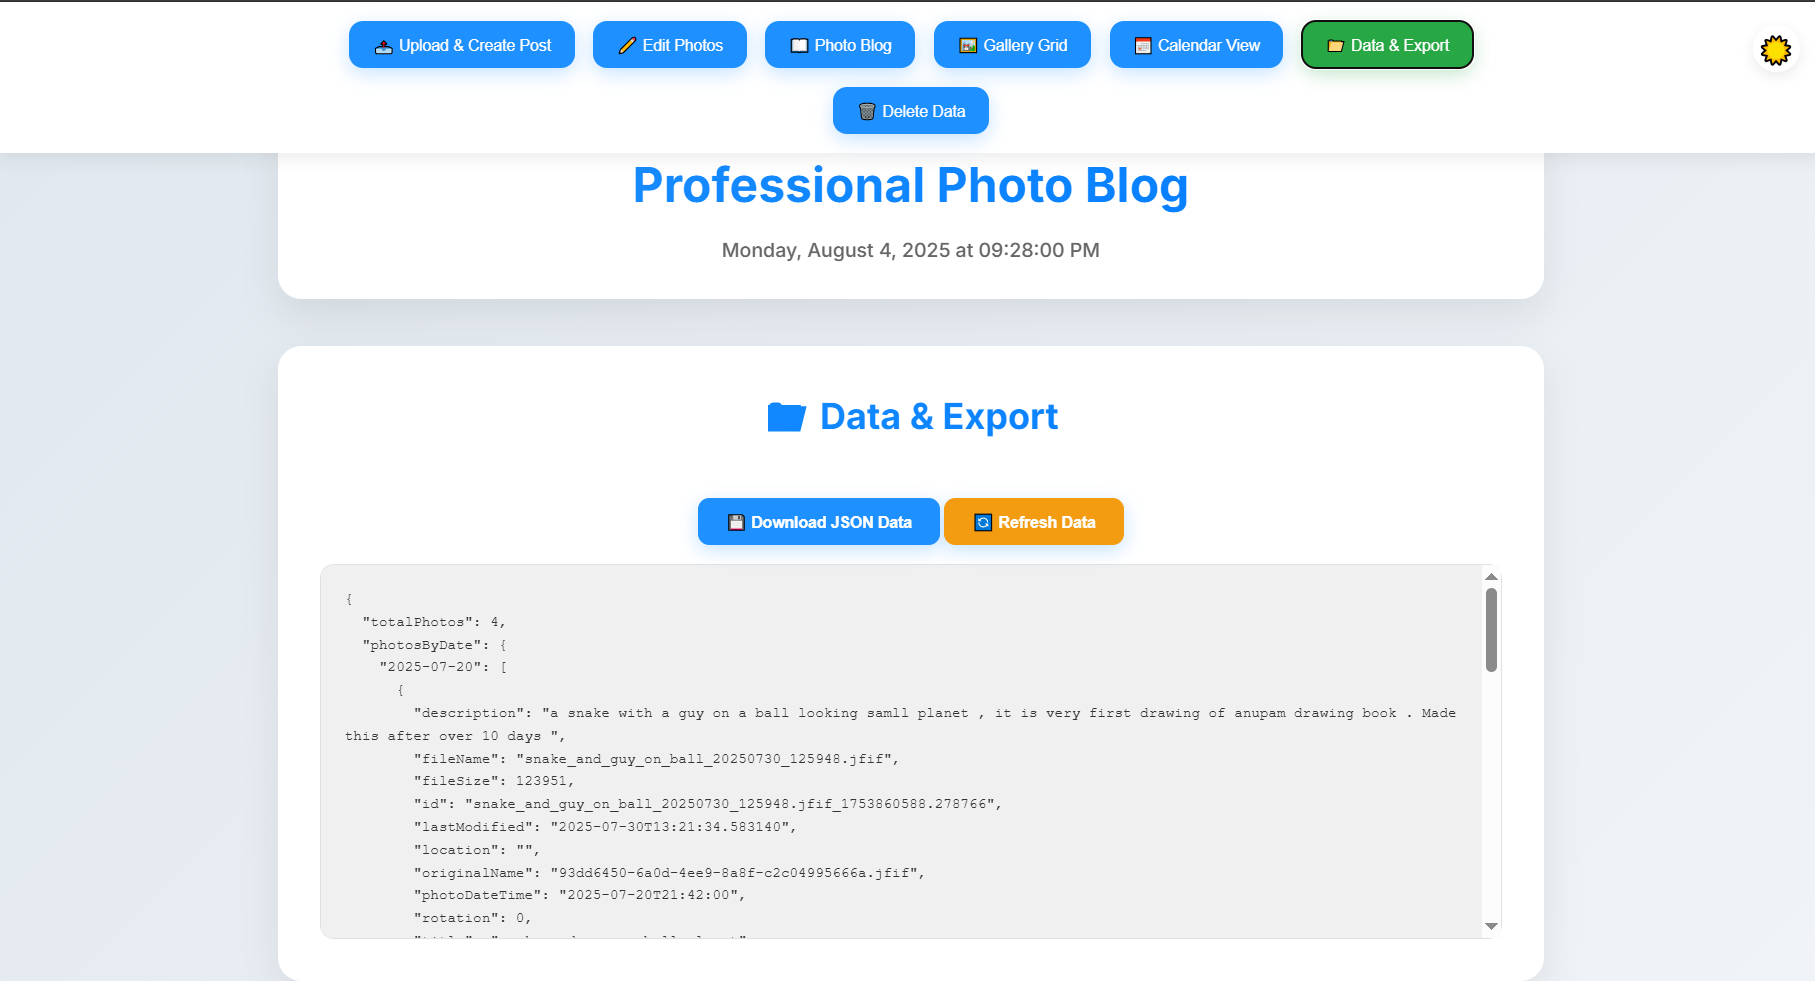 Upload & Create Post
Edit Photos
Photo Blog
Gallery Grid
Calendar View
Data & Export
Delete Data
Professional Photo Blog
Monday, August 4, 2025 at 09:28:00 PM
Data & Export
Download JSON Data
Refresh Data
{
"totalPhotos": 4,
"photosByDate": {
"2025-07-20": [
{
"description": "a snake with a guy on a ball looking samll planet , it is very first drawing of anupam drawing book . Made
this after over 10 days ",
"fileName": "snake_and_guy_on_ball_20250730_125948.jfif",
"fileSize": 123951,
"id": "snake_and_guy_on_ball_20250730_125948.jfif_1753860588.278766",
"lastModified": "2025-07-30T13:21:34.583140",
"location": "",
"originalName": "93dd6450-6a0d-4ee9-8a8f-c2c04995666a.jfif",
"photoDateTime": "2025-07-20T21:42:00",
"rotation": 0,